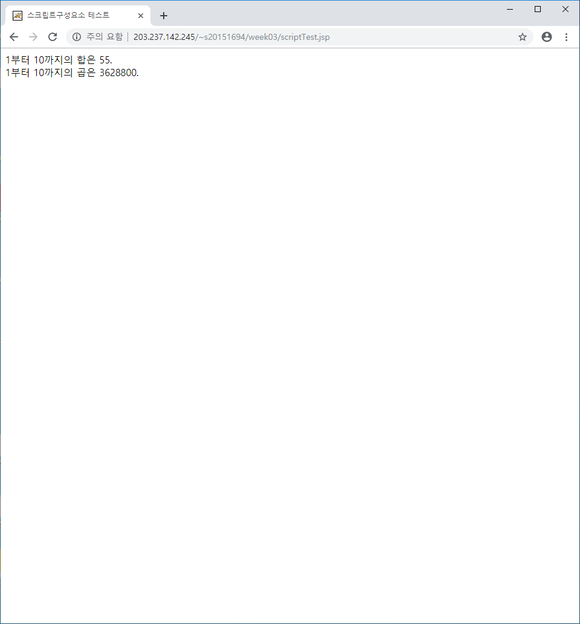 스크립트구성요소 테스트
주의 요함 | 203.237.142.245/~s20151694/week03/scriptTest.jsp
1부터 10까지의 합은 55.
1부터 10까지의 곱은 3628800.